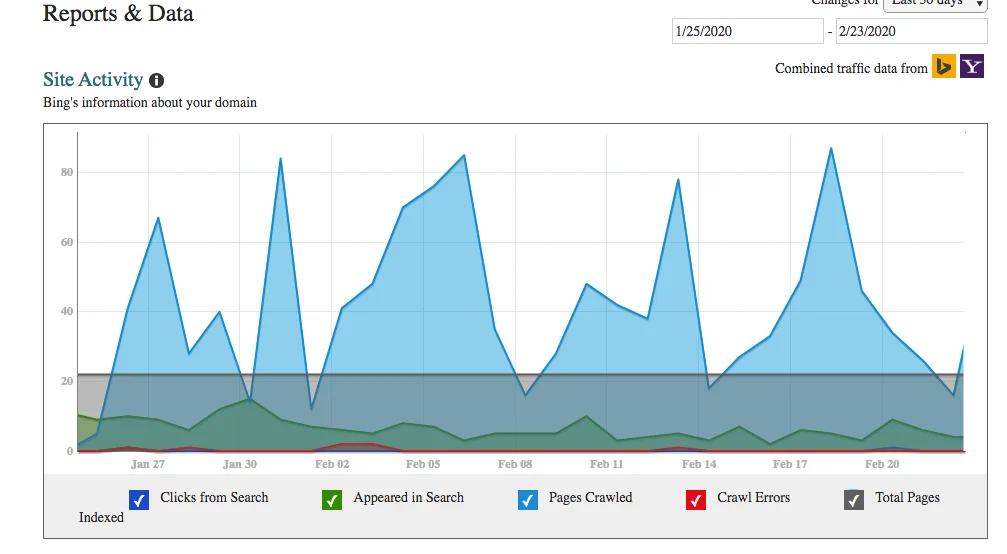 Reports & Data
Changes for Last 30 days
1/25/2020 - 2/23/2020
Combined traffic data from
Site Activity
Bing's information about your domain
80
60
40
20
0
Jan 27 Jan 30 Feb 02 Feb 05 Feb 08 Feb 11 Feb 14 Feb 17 Feb 20
Clicks from Search Appeared in Search Pages Crawled Crawl Errors Total Pages
Indexed